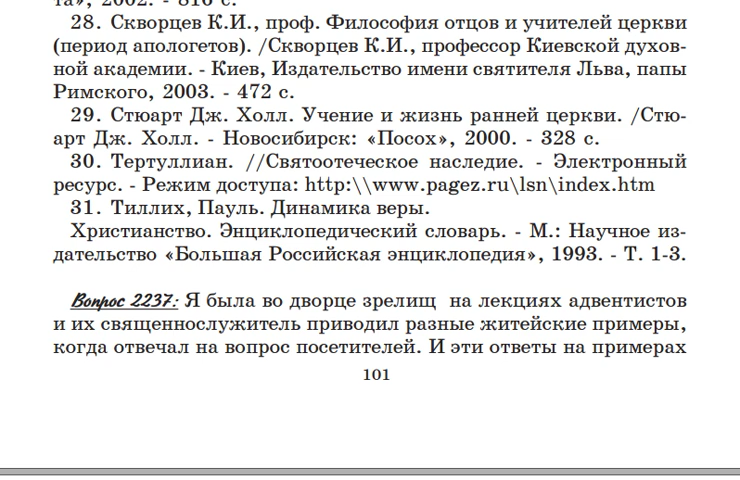 та», 2002. - 816 с.
28. Скворцев К.И., проф. Философия отцов и учителей церкви
(период апологетов). /Скворцев К.И., профессор Киевской духов-
ной академии. - Киев, Издательство имени святителя Льва, папы
Римского, 2003. - 472 с.
29. Стюарт Дж. Холл. Учение и жизнь ранней церкви. /Стю-
арт Дж. Холл. - Новосибирск: «Посох», 2000. - 328 с.
30. Тертуллиан. //Святоотеческое наследие. - Электронный
ресурс. - Режим доступа: http:\\www.pagez.ru\lsn\index.htm
31. Тиллих, Пауль. Динамика веры.
Христианство. Энциклопедический словарь. - М.: Научное из-
дательство «Большая Российская энциклопедия», 1993. - Т. 1-3.
Вопрос 2237: Я была во дворце зрелищ на лекциях адвентистов
и их священнослужитель приводил разные житейские примеры,
когда отвечал на вопрос посетителей. И эти ответы на примерах
101